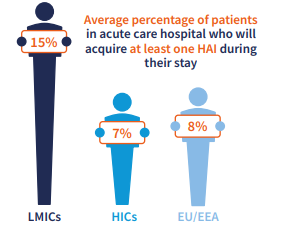 Average percentage of patients
in acute care hospital who will
acquire at least one HAI during
their stay
15%
7%
8%
LMICs
HICs
EU/EEA